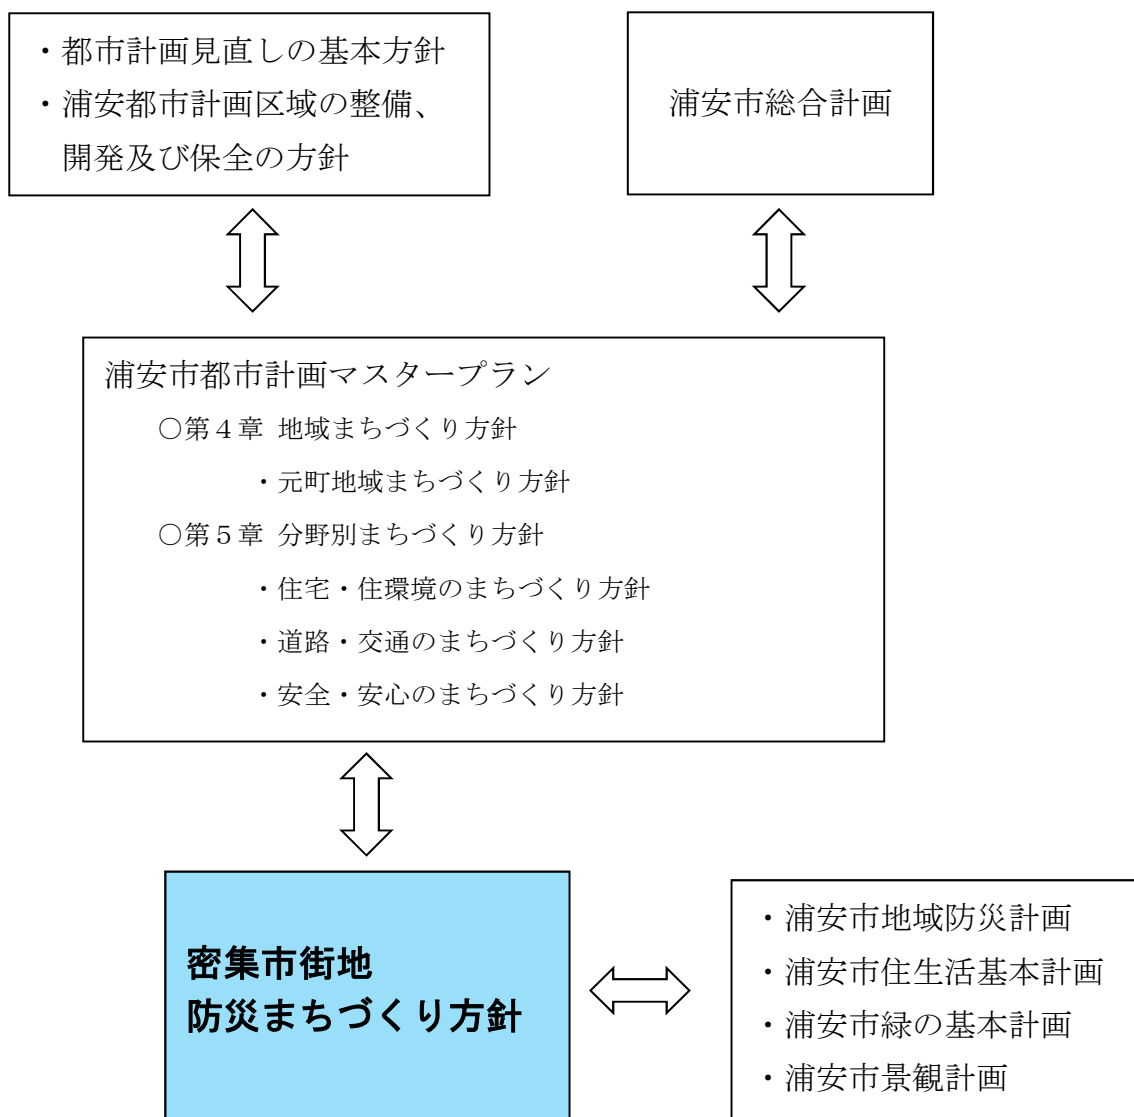 ・都市計画見直しの基本方針
・浦安都市計画区域の整備、
開発及び保全の方針
浦安市総合計画
浦安市都市計画マスタープラン
○第４章 地域まちづくり方針
・元町地域まちづくり方針
○第５章 分野別まちづくり方針
・住宅・住環境のまちづくり方針
・道路・交通のまちづくり方針
・安全・安心のまちづくり方針
密集市街地
防災まちづくり方針
・浦安市地域防災計画
・浦安市住生活基本計画
・浦安市緑の基本計画
・浦安市景観計画